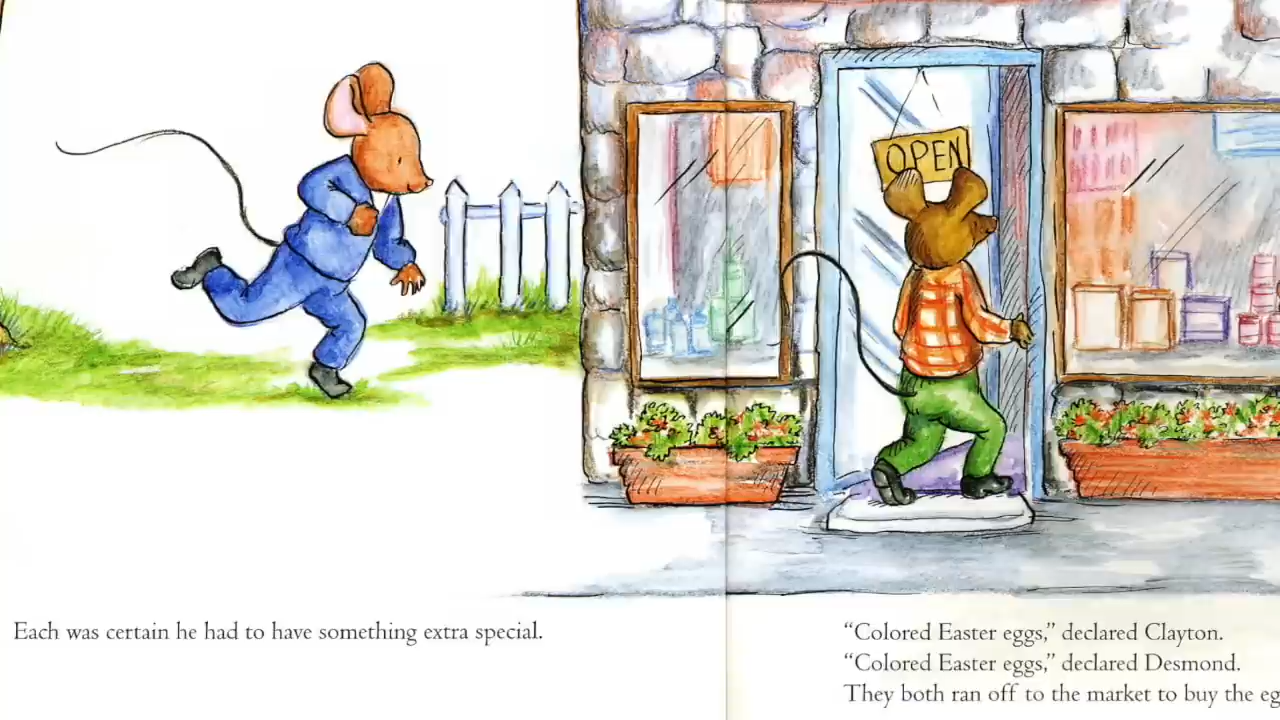 OPEN
Each was certain he had to have something extra special.
“Colored Easter eggs,” declared Clayton.
“Colored Easter eggs,” declared Desmond.
They both ran off to the market to buy the